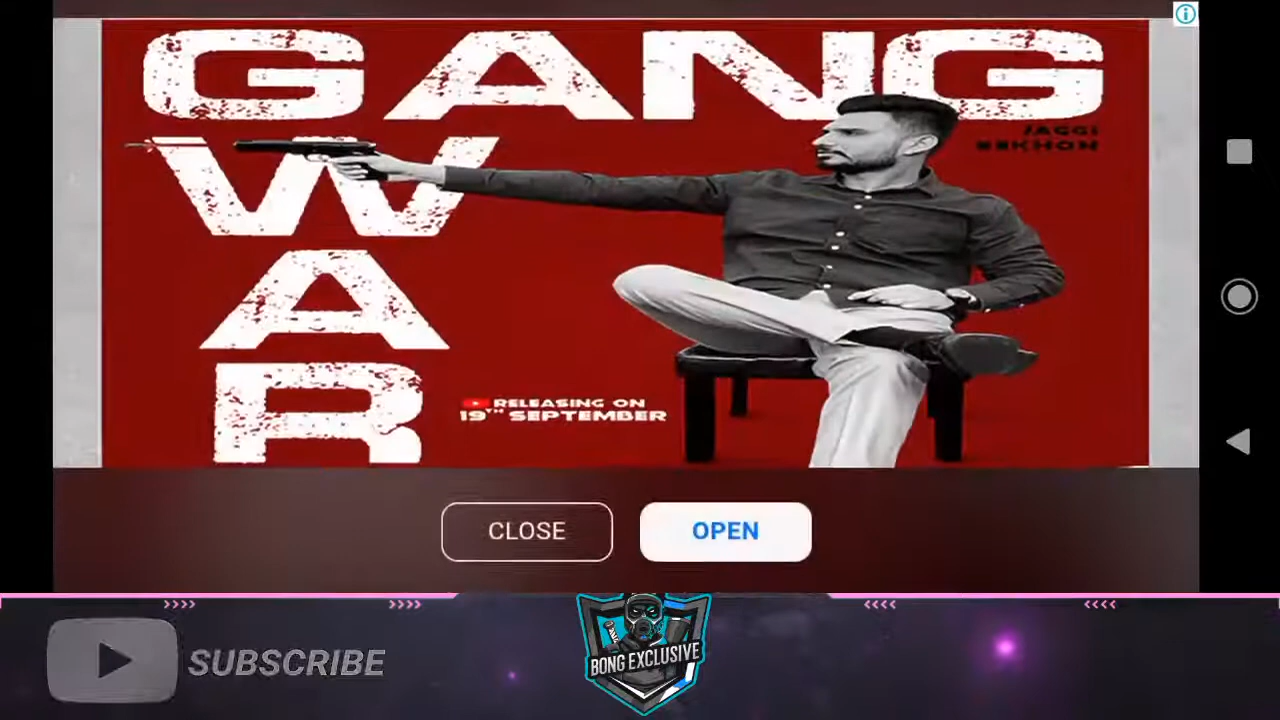 GANG
JAGGI
SEKHON
WAR
RELEASING ON
19TH SEPTEMBER
CLOSE
OPEN
SUBSCRIBE
BONG EXCLUSIVE